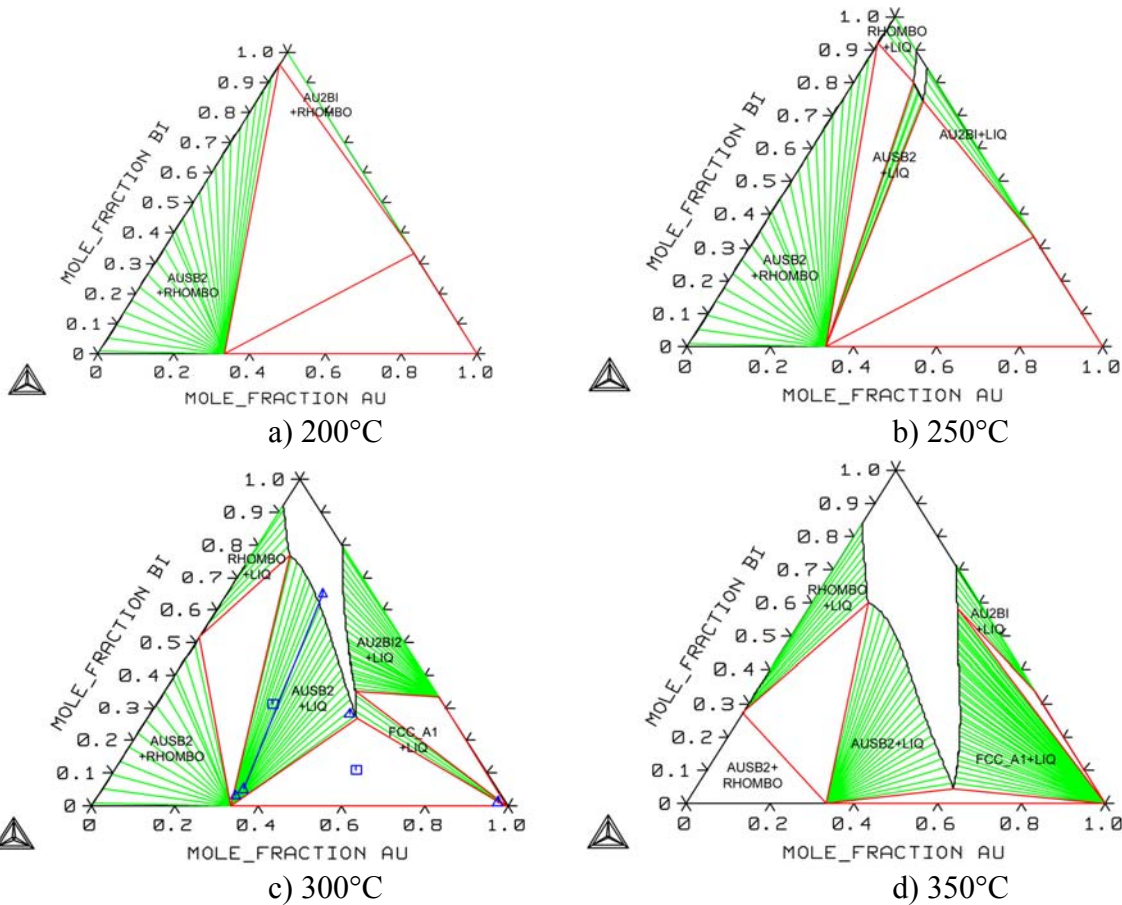 1.0
0.9
0.8
0.7
0.6
0.5
0.4
0.3
0.2
0.1
0
MOLE_FRACTION BI
AU2BI
+RHOMBO
AUSB2
+RHOMBO
0
0.2
0.4
0.6
0.8
1.0
MOLE_FRACTION AU
a) 200°C
1.0
0.9
0.8
0.7
0.6
0.5
0.4
0.3
0.2
0.1
0
MOLE_FRACTION BI
RHOMBO
+LIQ
AU2BI+LIQ
AUSB2
+LIQ
AUSB2
+RHOMBO
0
0.2
0.4
0.6
0.8
1.0
MOLE_FRACTION AU
b) 250°C
1.0
0.9
0.8
0.7
0.6
0.5
0.4
0.3
0.2
0.1
0
MOLE_FRACTION BI
RHOMBO
+LIQ
AU2BI2
+LIQ
AUSB2
+LIQ
FCC_A1
+LIQ
AUSB2
+RHOMBO
0
0.2
0.4
0.6
0.8
1.0
MOLE_FRACTION AU
c) 300°C
1.0
0.9
0.8
0.7
0.6
0.5
0.4
0.3
0.2
0.1
0
MOLE_FRACTION BI
RHOMBO
+LIQ
AU2BI
+LIQ
AUSB2+LIQ
FCC_A1+LIQ
AUSB2+
RHOMBO
0
0.2
0.4
0.6
0.8
1.0
MOLE_FRACTION AU
d) 350°C